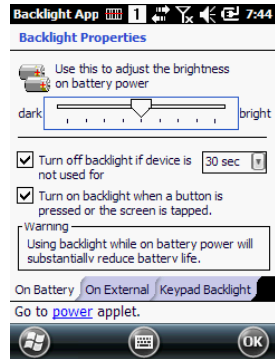 Backlight App 1 7:44
Backlight Properties
Use this to adjust the brightness
on battery power
dark bright
Turn off backlight if device is 30 sec
not used for
Turn on backlight when a button is
pressed or the screen is tapped.
Warning
Using backlight while on battery power will
substantially reduce battery life.
On Battery On External Keypad Backlight
Go to power applet.
OK